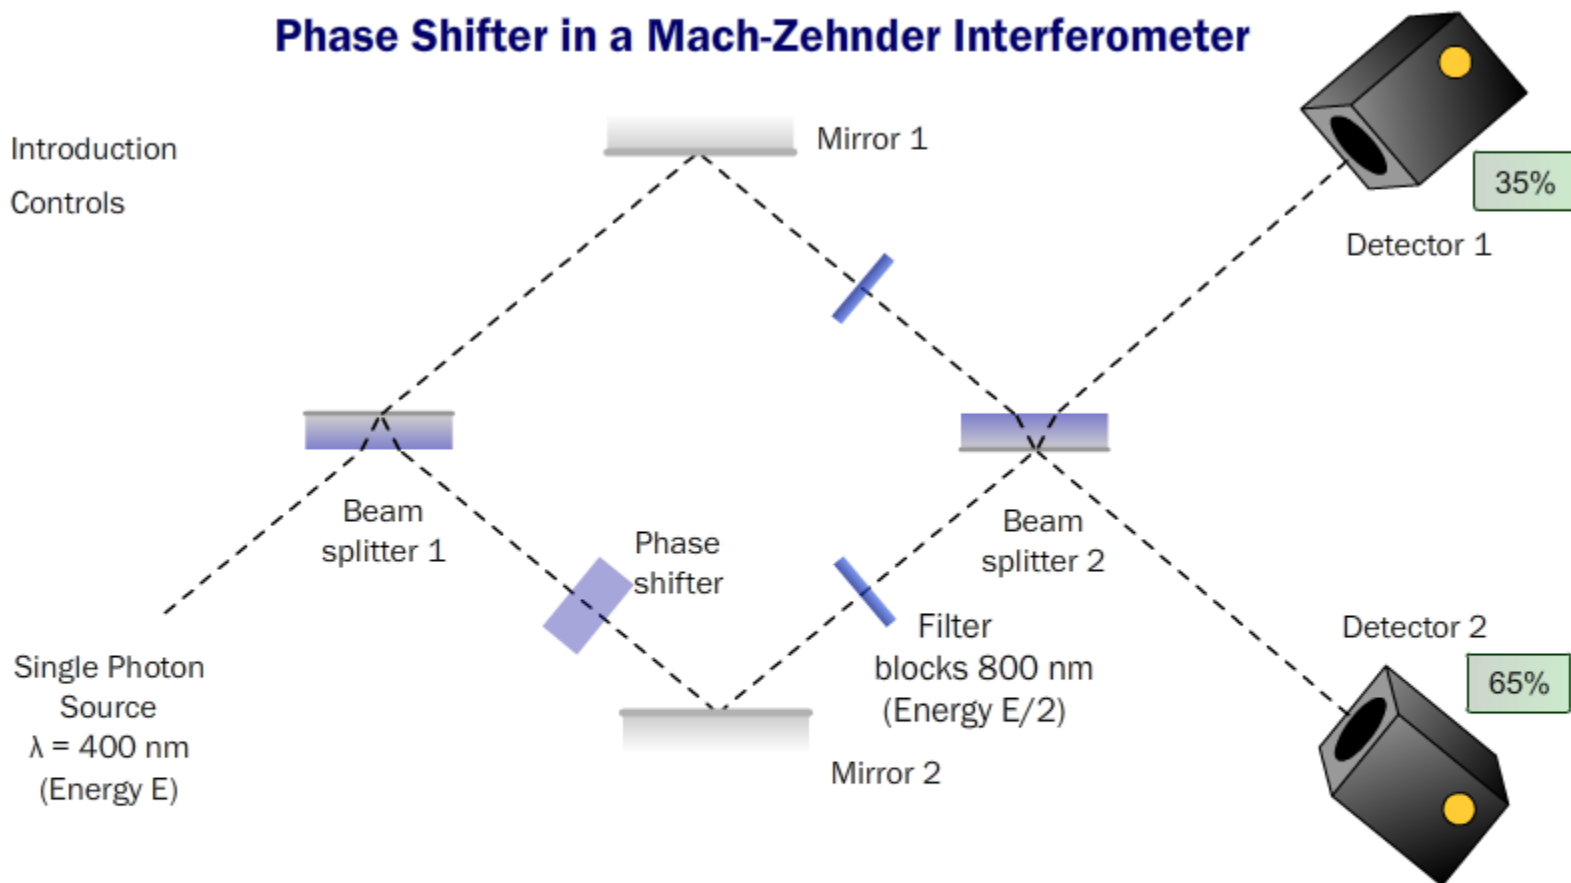 Phase Shifter in a Mach-Zehnder Interferometer
Introduction
Controls
Mirror 1
35%
Detector 1
Beam
splitter 1
Phase
shifter
Beam
splitter 2
Filter
blocks 800 nm
(Energy E/2)
Detector 2
65%
Single Photon
Source
λ = 400 nm
(Energy E)
Mirror 2